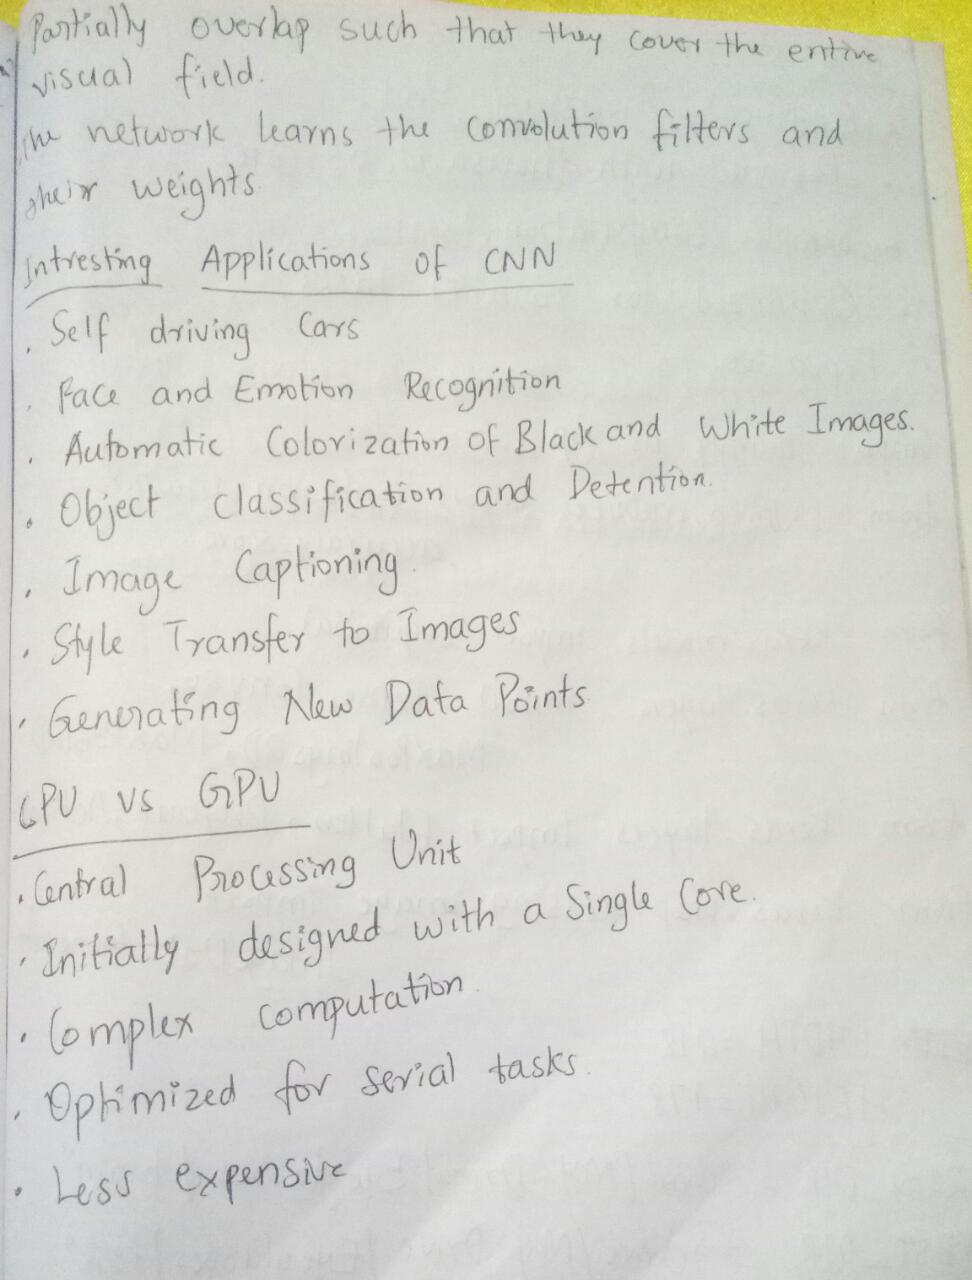 Partially overlap such that they cover the entire
visual field.
The network learns the Convolution filters and
their weights.
Intresting Applications of CNN
. Self driving Cars
. Face and Emotion Recognition
. Automatic Colorization of Black and White Images.
. Object classification and Detention.
. Image Captioning.
. Style Transfer to Images
. Generating New Data Points
CPU vs GPU
. Central Processing Unit
. Initially designed with a Single Core.
. Complex computation.
. Optimized for serial tasks.
. Less expensive